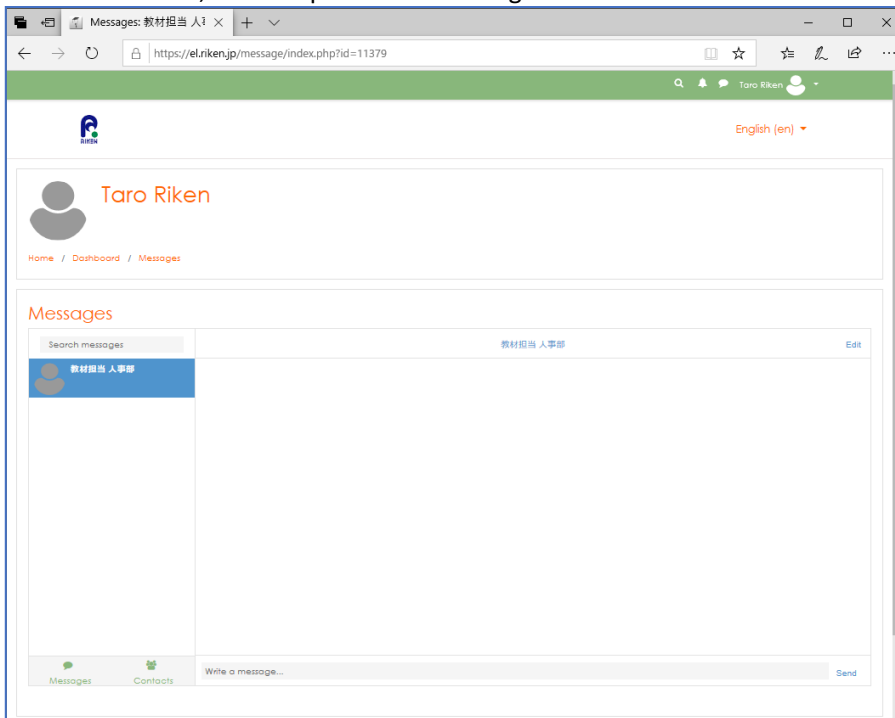 Messages: 教材担当 人事
https://el.riken.jp/message/index.php?id=11379
Taro Riken
RIKEN
English (en)
Taro Riken
Home / Dashboard / Messages
Messages
Search messages
教材担当 人事部
Edit
教材担当 人事部
Messages
Contacts
Write a message...
Send